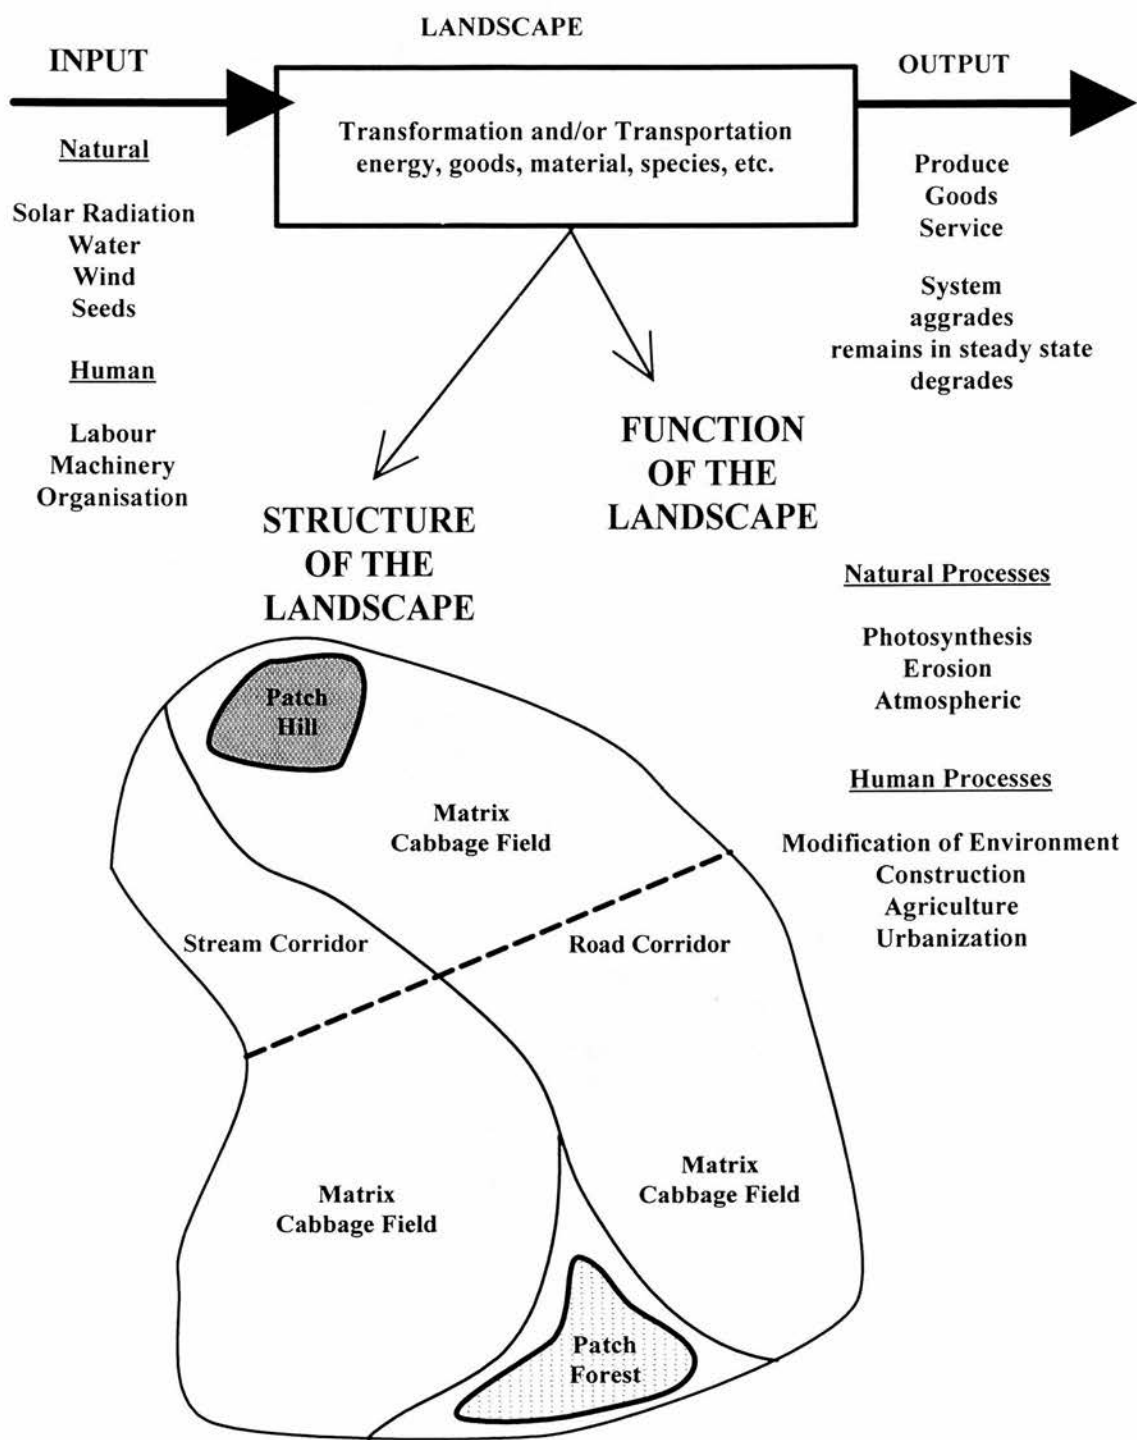 LANDSCAPE
INPUT
OUTPUT
Transformation and/or Transportation
energy, goods, material, species, etc.
Natural
Solar Radiation
Water
Wind
Seeds
Human
Labour
Machinery
Organisation
Produce
Goods
Service
System
aggrades
remains in steady state
degrades
FUNCTION
OF THE
LANDSCAPE
STRUCTURE
OF THE
LANDSCAPE
Natural Processes
Photosynthesis
Erosion
Atmospheric
Human Processes
Modification of Environment
Construction
Agriculture
Urbanization
Patch
Hill
Matrix
Cabbage Field
Stream Corridor
Road Corridor
Matrix
Cabbage Field
Matrix
Cabbage Field
Patch
Forest